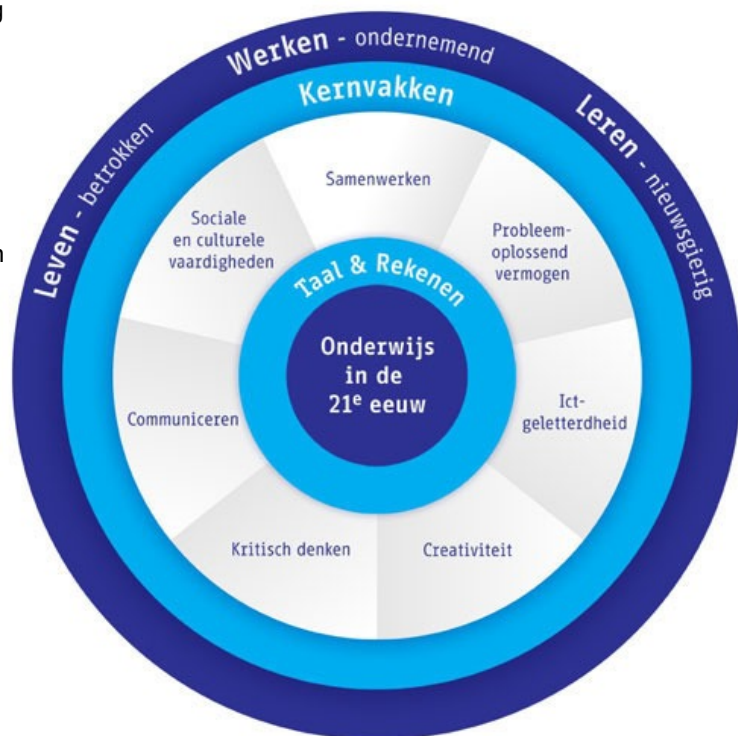 g
n
Leven - betrokken
Werken - ondernemend
Leren - nieuwsgierig
Kernvakken
Samenwerken
Sociale
en culturele
vaardigheden
Probleem-
oplossend
vermogen
Taal & Rekenen
Onderwijs
in de
21e eeuw
Communiceren
Ict-
geletterdheid
Kritisch denken
Creativiteit